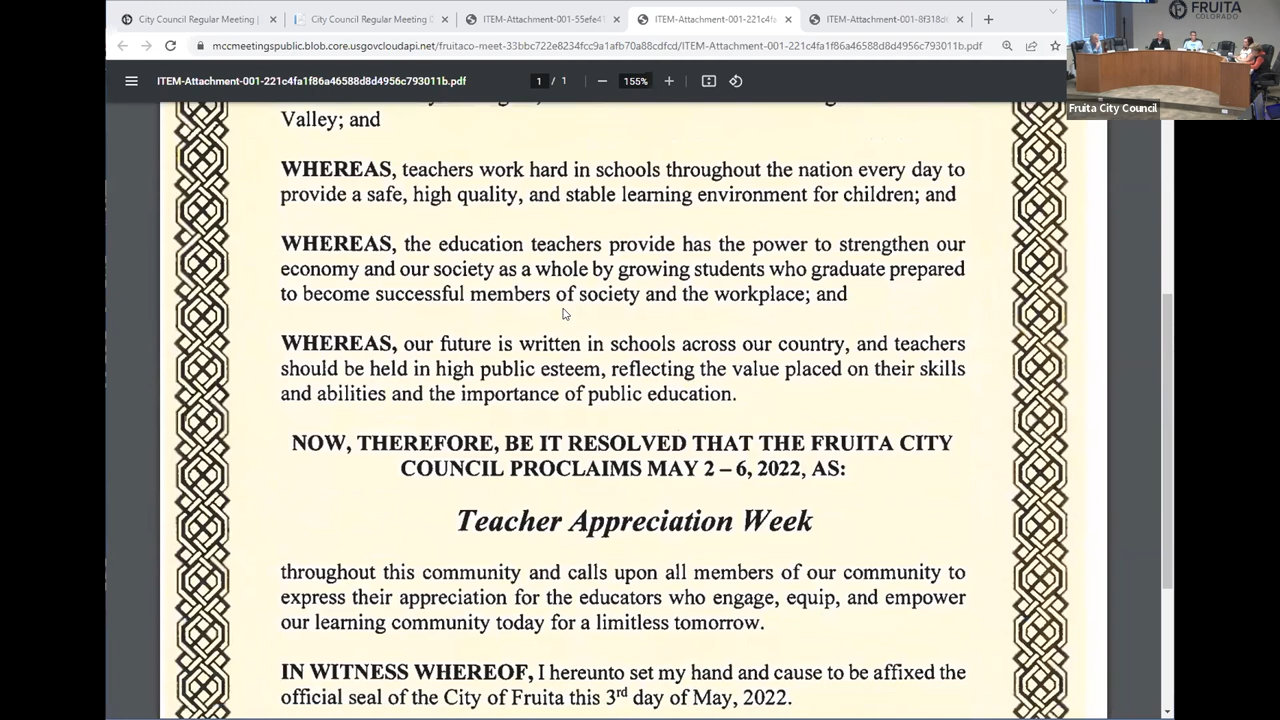 City Council Regular Meeting |
City Council Regular Meeting
ITEM-Attachment-001-55efe41
ITEM-Attachment-001-221c4fa
ITEM-Attachment-001-8f318d
mccmeetingspublic.blob.core.usgovcloudapi.net/fruitaco-meet-33bbc722e8234fcc9a1afb70a88cdfcd/ITEM-Attachment-001-221c4fa1f86a46588d8d4956c793011b.pdf
FRUITA
COLORADO
ITEM-Attachment-001-221c4fa1f86a46588d8d4956c793011b.pdf
1 / 1
155%
Fruita City Council
Valley; and
WHEREAS, teachers work hard in schools throughout the nation every day to
provide a safe, high quality, and stable learning environment for children; and
WHEREAS, the education teachers provide has the power to strengthen our
economy and our society as a whole by growing students who graduate prepared
to become successful members of society and the workplace; and
WHEREAS, our future is written in schools across our country, and teachers
should be held in high public esteem, reflecting the value placed on their skills
and abilities and the importance of public education.
NOW, THEREFORE, BE IT RESOLVED THAT THE FRUITA CITY
COUNCIL PROCLAIMS MAY 2 – 6, 2022, AS:
Teacher Appreciation Week
throughout this community and calls upon all members of our community to
express their appreciation for the educators who engage, equip, and empower
our learning community today for a limitless tomorrow.
IN WITNESS WHEREOF, I hereunto set my hand and cause to be affixed the
official seal of the City of Fruita this 3rd day of May, 2022.